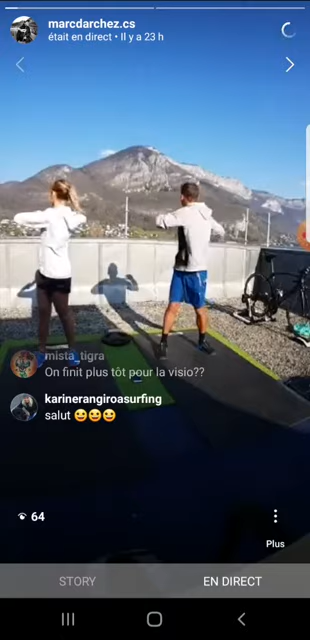 marcdarchez.cs
était en direct • Il y a 23 h
mista_tigra
On finit plus tôt pour la visio??
karinerangiroasurfing
salut 😄😄😄
64
Plus
STORY
EN DIRECT